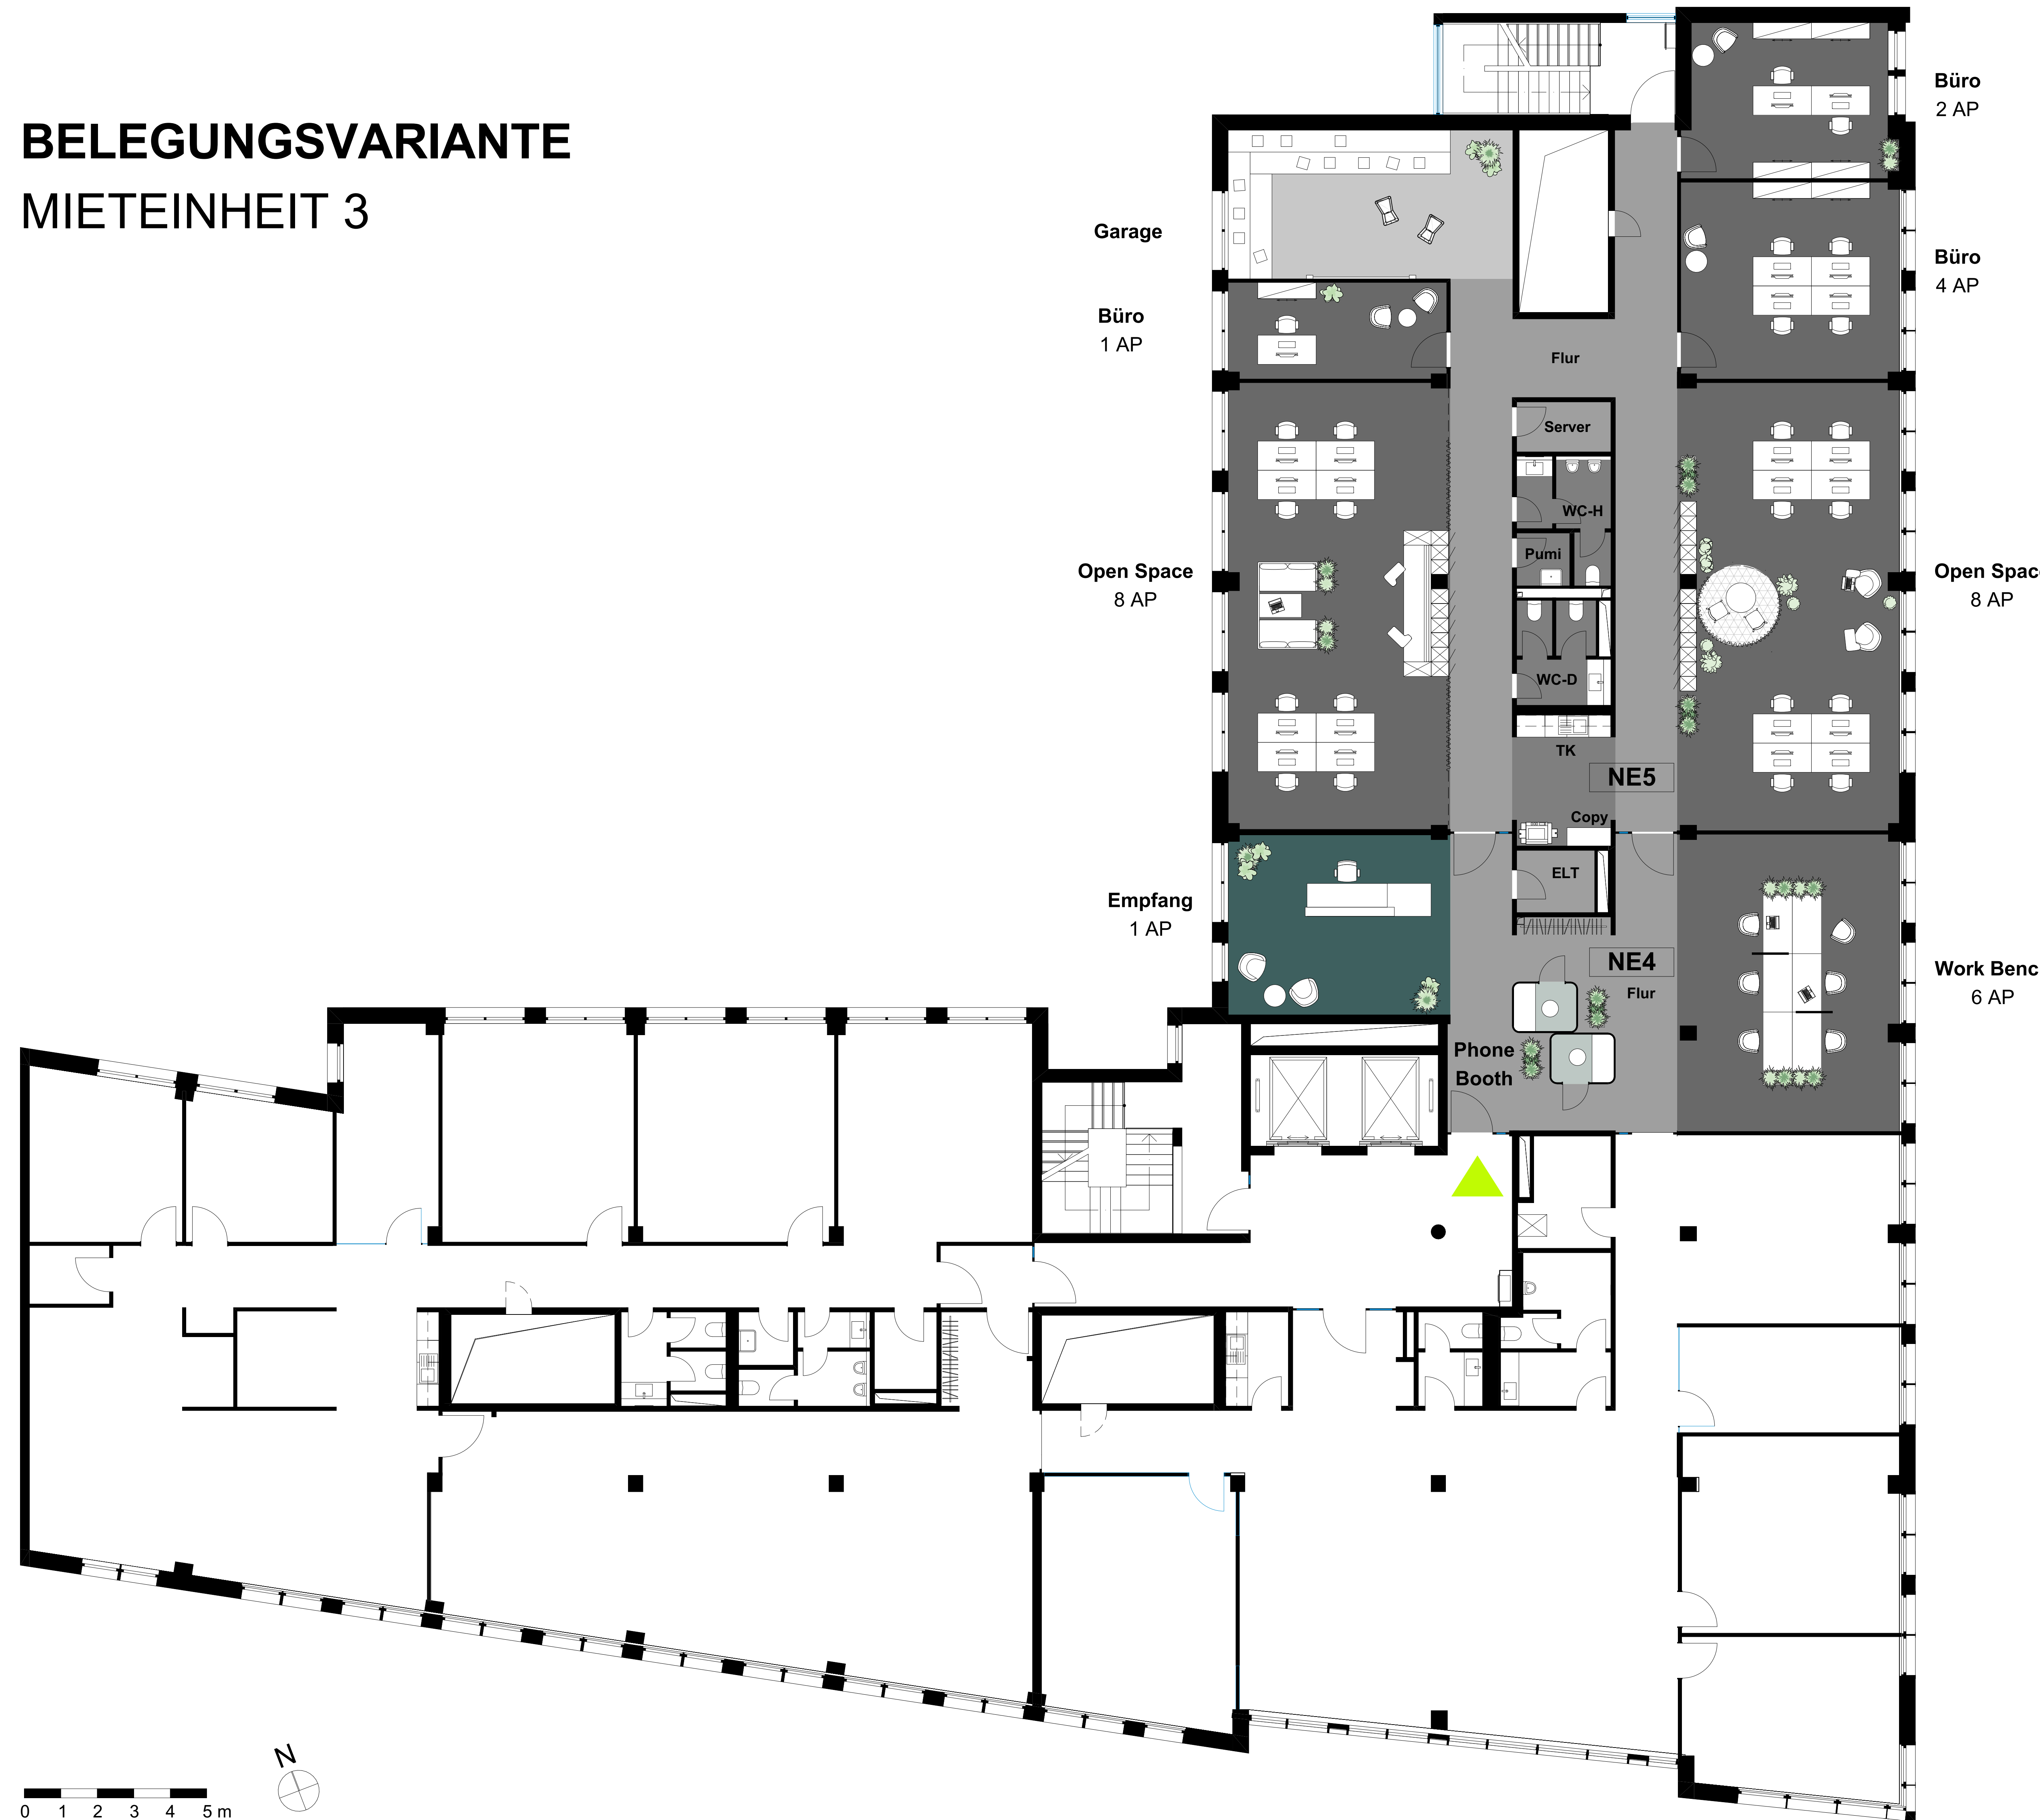 BELEGUNGSVARIANTE
MIETEINHEIT 3
Büro
2 AP
Garage
Büro
4 AP
Büro
1 AP
Flur
Server
WC-H
Pumi
Open Space
8 AP
Open Spac
8 AP
WC-D
TK
NE5
Copy
ELT
Empfang
1 AP
NE4
Flur
Work Benc
6 AP
Phone
Booth
N
0 1 2 3 4 5 m